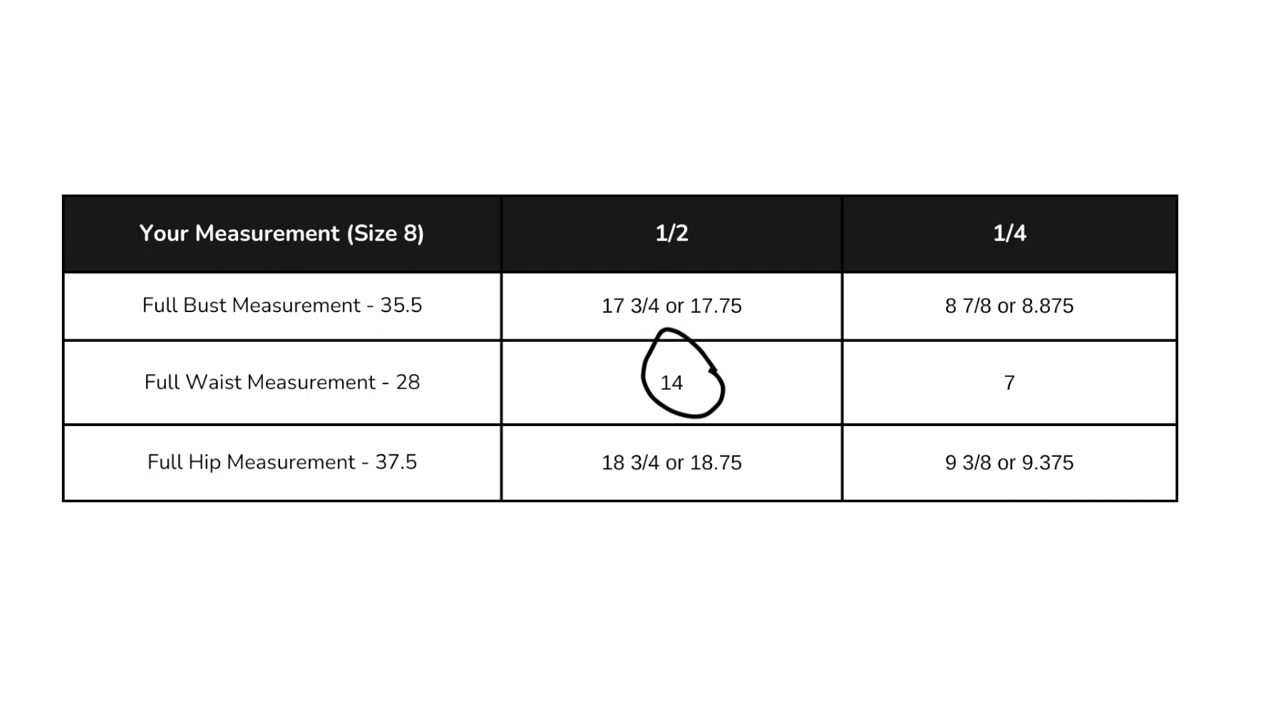 Your Measurement (Size 8) 1/2 1/4
Full Bust Measurement - 35.5 17 3/4 or 17.75 8 7/8 or 8.875
Full Waist Measurement - 28 14 7
Full Hip Measurement - 37.5 18 3/4 or 18.75 9 3/8 or 9.375